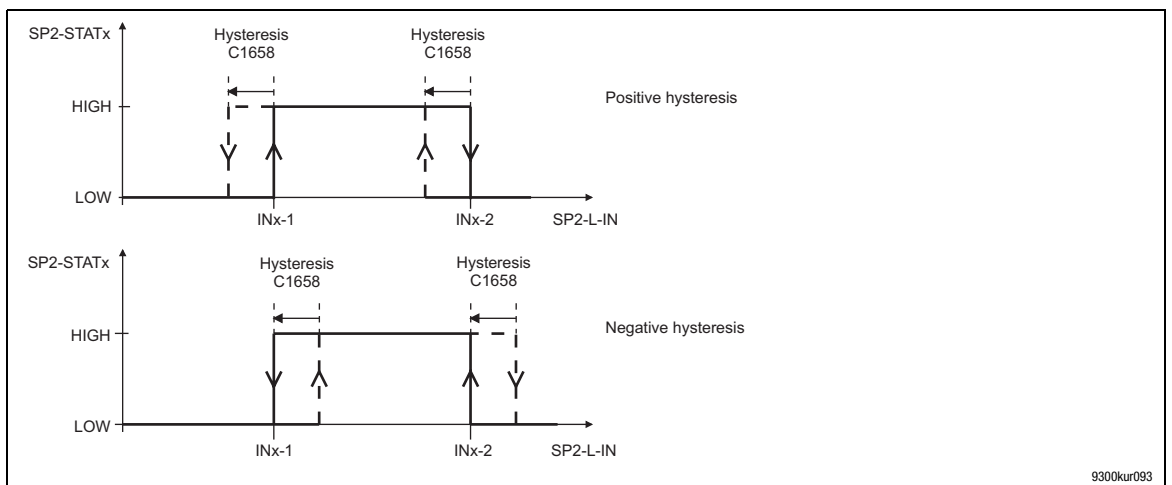 SP2-STATx
Hysteresis
C1658
Hysteresis
C1658
HIGH
Positive hysteresis
LOW
INx-1
INx-2
SP2-L-IN
SP2-STATx
Hysteresis
C1658
Hysteresis
C1658
HIGH
Negative hysteresis
LOW
INx-1
INx-2
SP2-L-IN
9300kur093